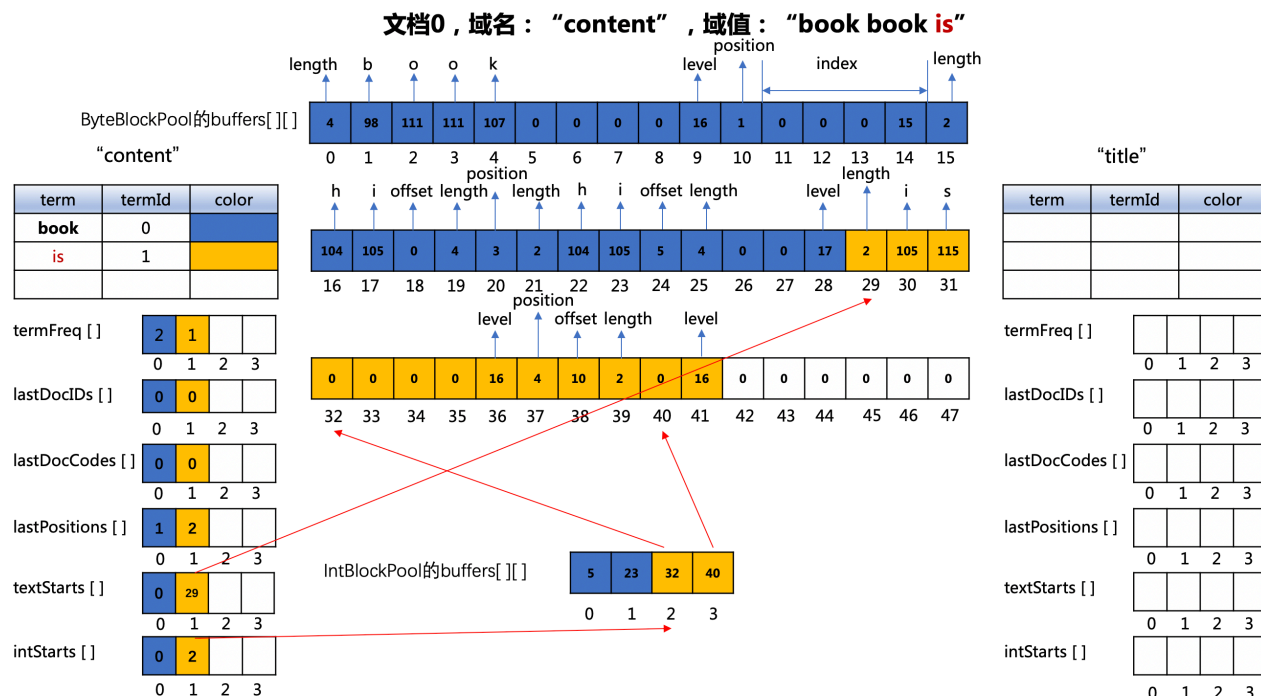 文档0，域名：“content”，域值：“book book is”
length b o o k level position index length
ByteBlockPool的buffers[ ][ ]
4 98 111 111 107 0 0 0 0 16 1 0 0 0 15 2
0 1 2 3 4 5 6 7 8 9 10 11 12 13 14 15
“content”
“title”
term termId color
book 0
is 1
term termId color
h i offset length position length h i offset length level length i s
104 105 0 4 3 2 104 105 5 4 0 0 17 2 105 115
16 17 18 19 20 21 22 23 24 25 26 27 28 29 30 31
level position offset length level
0 0 0 0 16 4 10 2 0 16 0 0 0 0 0 0
32 33 34 35 36 37 38 39 40 41 42 43 44 45 46 47
termFreq [ ] 2 1
0 1 2 3
lastDocIDs [ ] 0 0
0 1 2 3
lastDocCodes [ ] 0 0
0 1 2 3
lastPositions [ ] 1 2
0 1 2 3
textStarts [ ] 0 29
0 1 2 3
intStarts [ ] 0 2
0 1 2 3
IntBlockPool的buffers[ ][ ] 5 23 32 40
0 1 2 3
termFreq [ ]
0 1 2 3
lastDocIDs [ ]
0 1 2 3
lastDocCodes [ ]
0 1 2 3
lastPositions [ ]
0 1 2 3
textStarts [ ]
0 1 2 3
intStarts [ ]
0 1 2 3